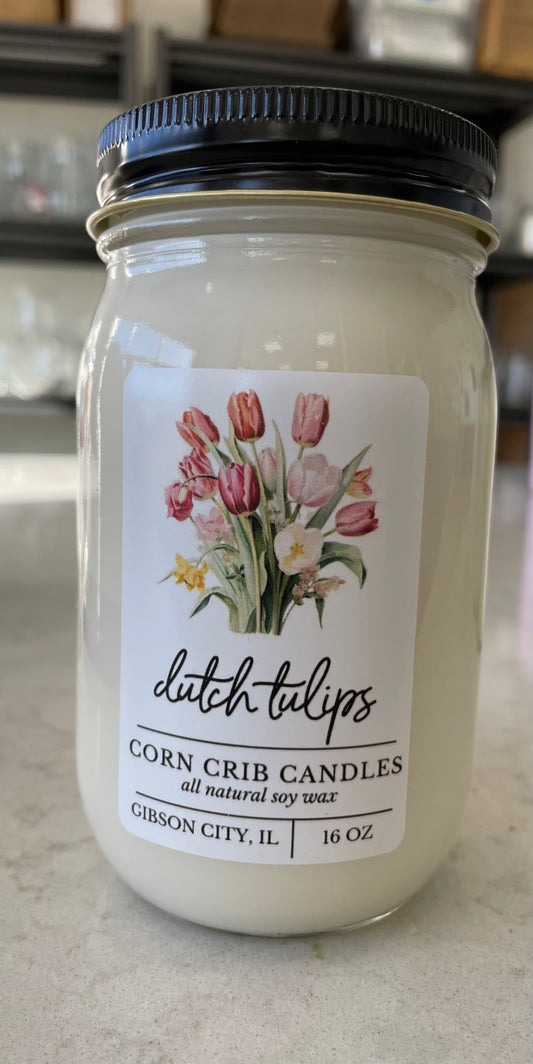 dutch tulips
CORN CRIB CANDLES
all natural soy wax
GIBSON CITY, IL | 16 OZ